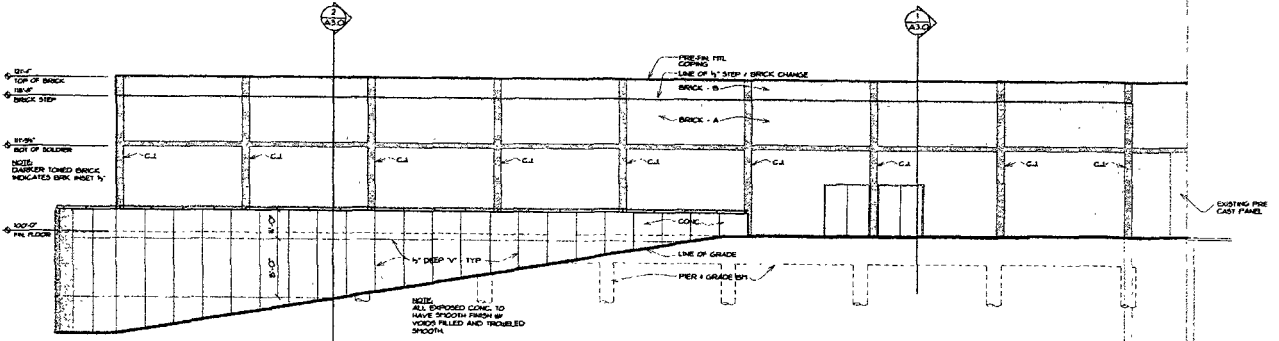 2
A3.0
1
A3.0
PRE-FIN. MTL
COPING
LINE OF ½" STEP / BRICK CHANGE
BRICK - B
BRICK - A
TOP OF BRICK
BRICK STEP
BOT OF SOLDIER
NOTE:
DARKER TONED BRICK
INDICATES BRK INSET ½"
C.J.
C.J.
C.J.
C.J.
C.J.
C.J.
C.J.
C.J.
C.J.
100'-0"
FIN. FLOOR
8'-0"
CONC.
EXISTING PRE
CAST PANEL
½" DEEP "V" TYP
LINE OF GRADE
PIER & GRADE BM
NOTE:
ALL EXPOSED CONC. TO
HAVE SMOOTH FINISH W/
VOIDS FILLED AND TROWELED
SMOOTH.